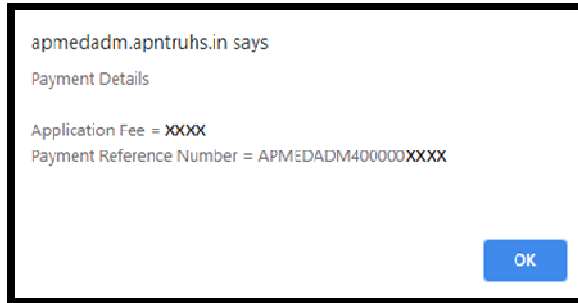 apmedadm.apntruhs.in says
Payment Details
Application Fee = XXXX
Payment Reference Number = APMEDADM400000XXXX
OK